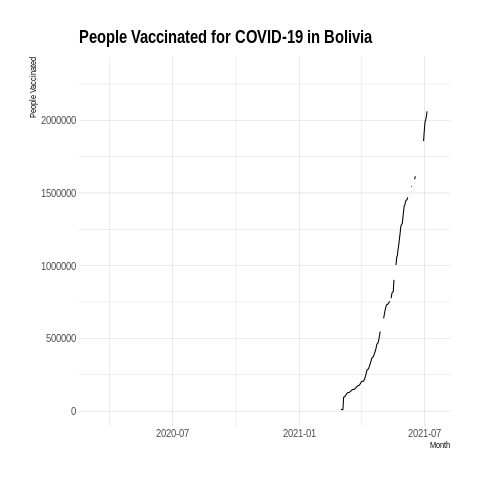 People Vaccinated for COVID-19 in Bolivia
People Vaccinated
2000000
1500000
1000000
500000
0
2020-07
2021-01
2021-07
Month